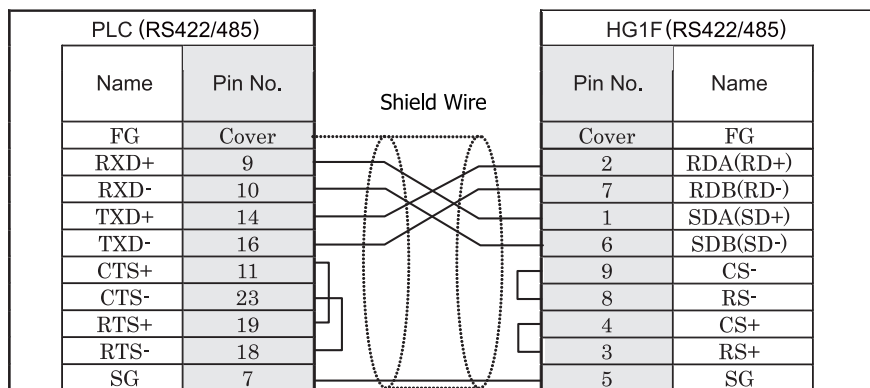 PLC (RS422/485) HG1F(RS422/485)
Name Pin No. Shield Wire Pin No. Name
FG Cover Cover FG
RXD+ 9 2 RDA(RD+)
RXD- 10 7 RDB(RD-)
TXD+ 14 1 SDA(SD+)
TXD- 16 6 SDB(SD-)
CTS+ 11 9 CS-
CTS- 23 8 RS-
RTS+ 19 4 CS+
RTS- 18 3 RS+
SG 7 5 SG